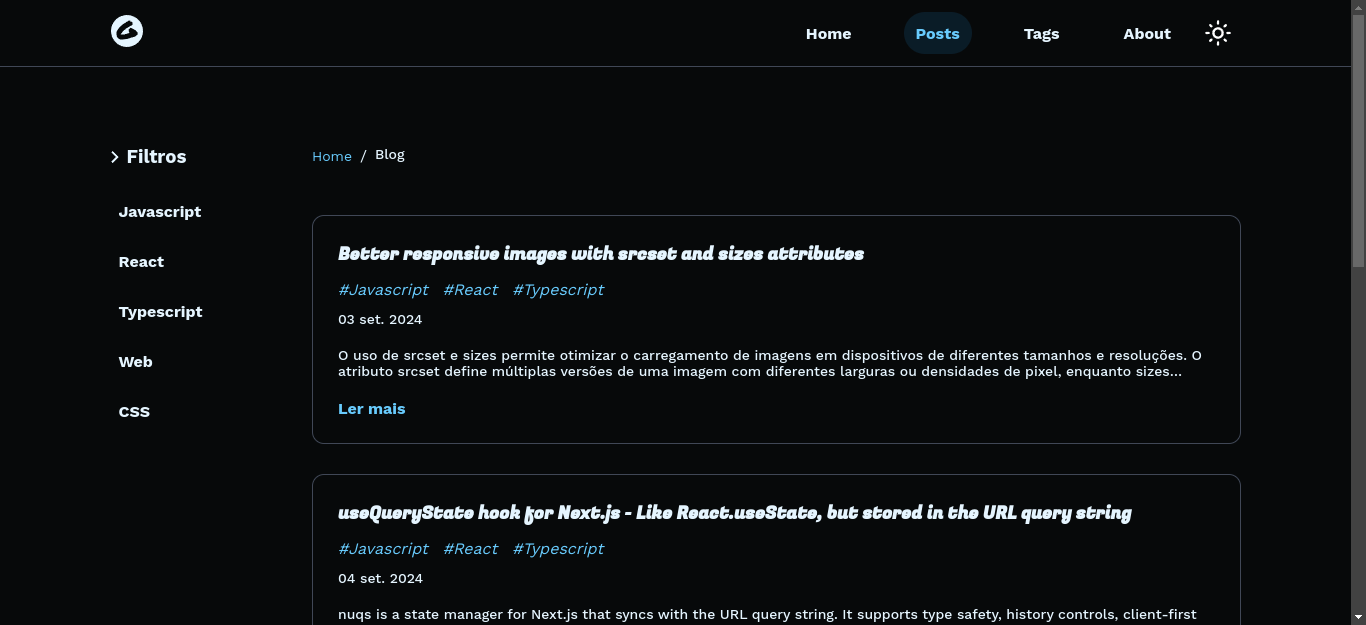 Home Posts Tags About
Filtros
Javascript
React
Typescript
Web
CSS
Home / Blog
Better responsive images with srcset and sizes attributes
#Javascript #React #Typescript
03 set. 2024
O uso de srcset e sizes permite otimizar o carregamento de imagens em dispositivos de diferentes tamanhos e resoluções. O
atributo srcset define múltiplas versões de uma imagem com diferentes larguras ou densidades de pixel, enquanto sizes...
Ler mais
useQueryState hook for Next.js - Like React.useState, but stored in the URL query string
#Javascript #React #Typescript
04 set. 2024
nuqs is a state manager for Next.js that syncs with the URL query string. It supports type safety, history controls, client-first